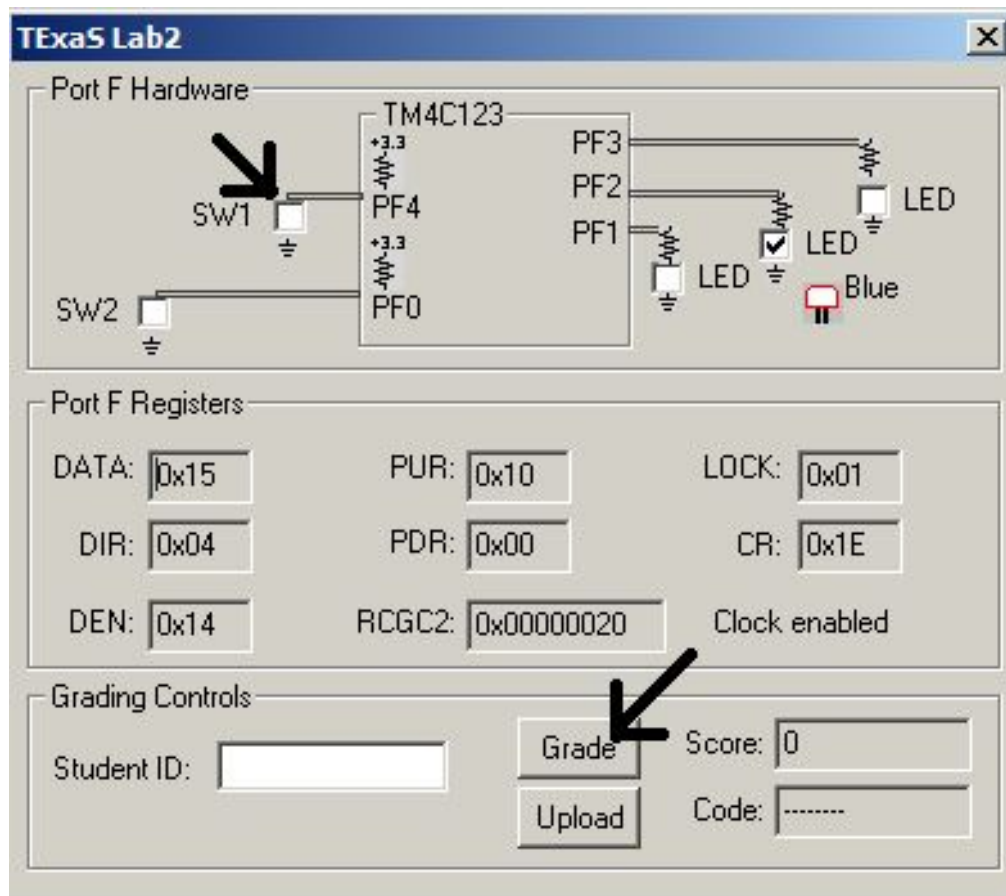 TExaS Lab2
Port F Hardware
TM4C123
+3.3
PF3
PF2
PF1
SW1
PF4
LED
LED
LED
Blue
+3.3
SW2
PF0
Port F Registers
DATA: 0x15 PUR: 0x10 LOCK: 0x01
DIR: 0x04 PDR: 0x00 CR: 0x1E
DEN: 0x14 RCGC2: 0x00000020 Clock enabled
Grading Controls
Student ID: Grade Score: 0
Upload Code: --------